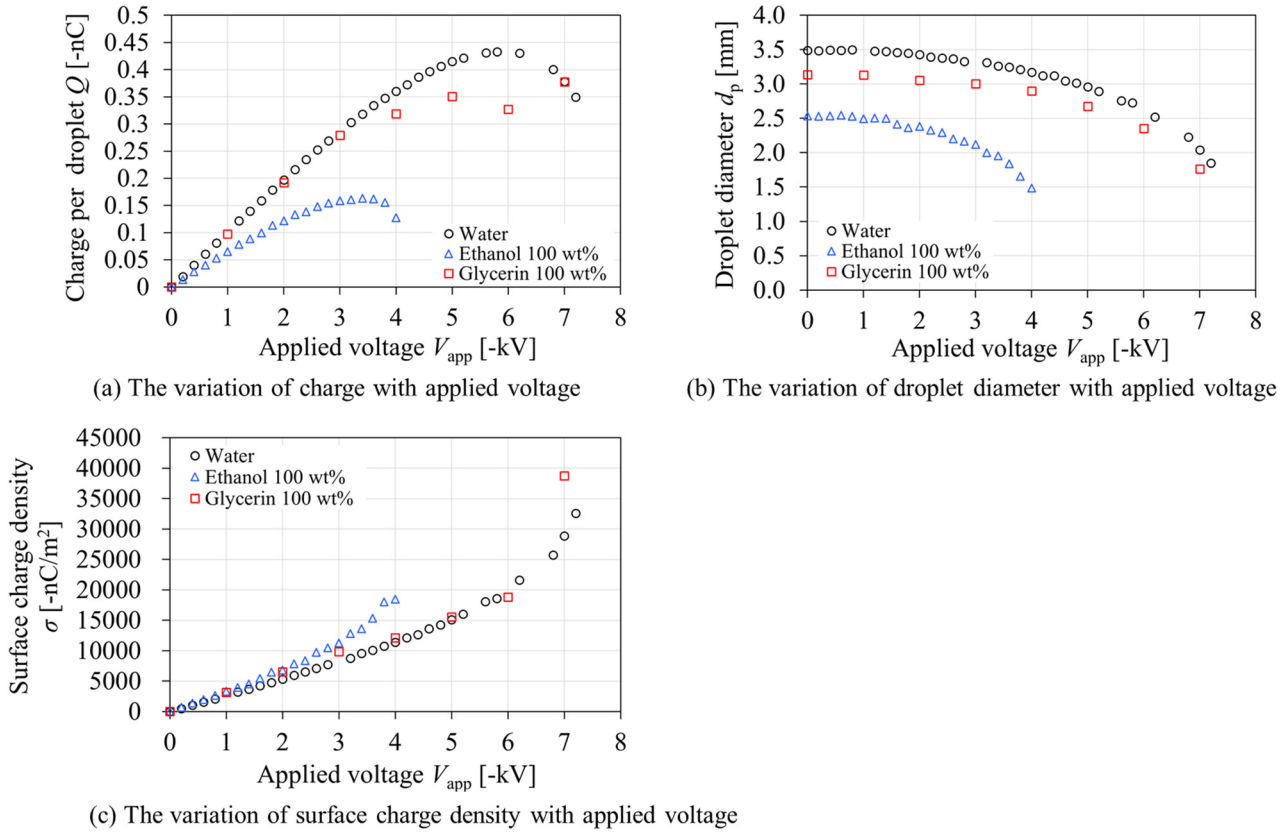 0.5
0.45
0.4
0.35
0.3
0.25
0.2
0.15
0.1
0.05
0
Charge per droplet Q [-nC]
Water
Ethanol 100 wt%
Glycerin 100 wt%
0 1 2 3 4 5 6 7 8
Applied voltage Vapp [-kV]
(a) The variation of charge with applied voltage
4.0
3.5
3.0
2.5
2.0
1.5
1.0
0.5
0.0
Droplet diameter dp [mm]
Water
Ethanol 100 wt%
Glycerin 100 wt%
0 1 2 3 4 5 6 7 8
Applied voltage Vapp [-kV]
(b) The variation of droplet diameter with applied voltage
45000
40000
35000
30000
25000
20000
15000
10000
5000
0
Surface charge density
σ [-nC/m²]
Water
Ethanol 100 wt%
Glycerin 100 wt%
0 1 2 3 4 5 6 7 8
Applied voltage Vapp [-kV]
(c) The variation of surface charge density with applied voltage